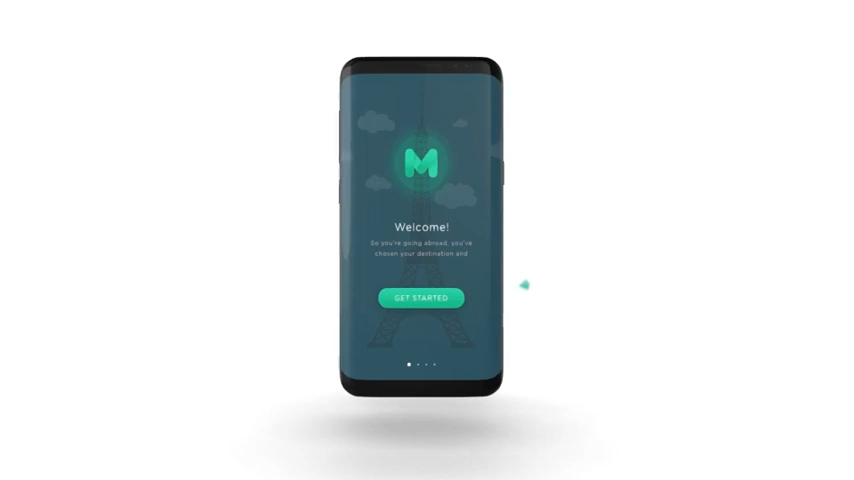 M
Welcome!
So you're going abroad, you've
chosen your destination and
GET STARTED